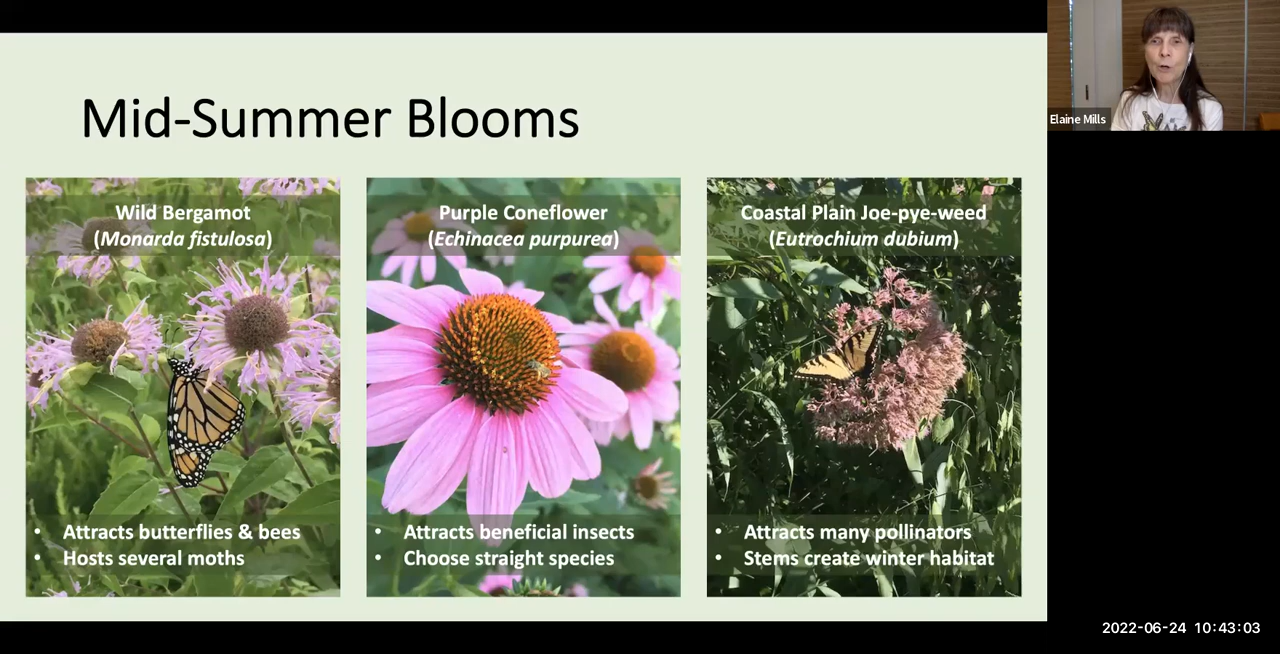 Mid-Summer Blooms
Wild Bergamot
(Monarda fistulosa)
• Attracts butterflies & bees
• Hosts several moths
Purple Coneflower
(Echinacea purpurea)
• Attracts beneficial insects
• Choose straight species
Coastal Plain Joe-pye-weed
(Eutrochium dubium)
• Attracts many pollinators
• Stems create winter habitat
Elaine Mills
2022-06-24 10:43:03